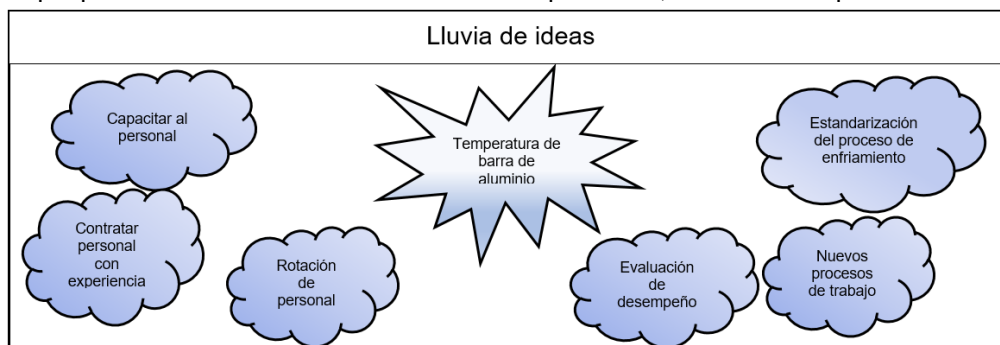 Lluvia de ideas
Capacitar al
personal
Temperatura de
barra de
aluminio
Estandarización
del proceso de
enfriamiento
Contratar
personal
con
experiencia
Rotación
de
personal
Evaluación
de
desempeño
Nuevos
procesos
de trabajo